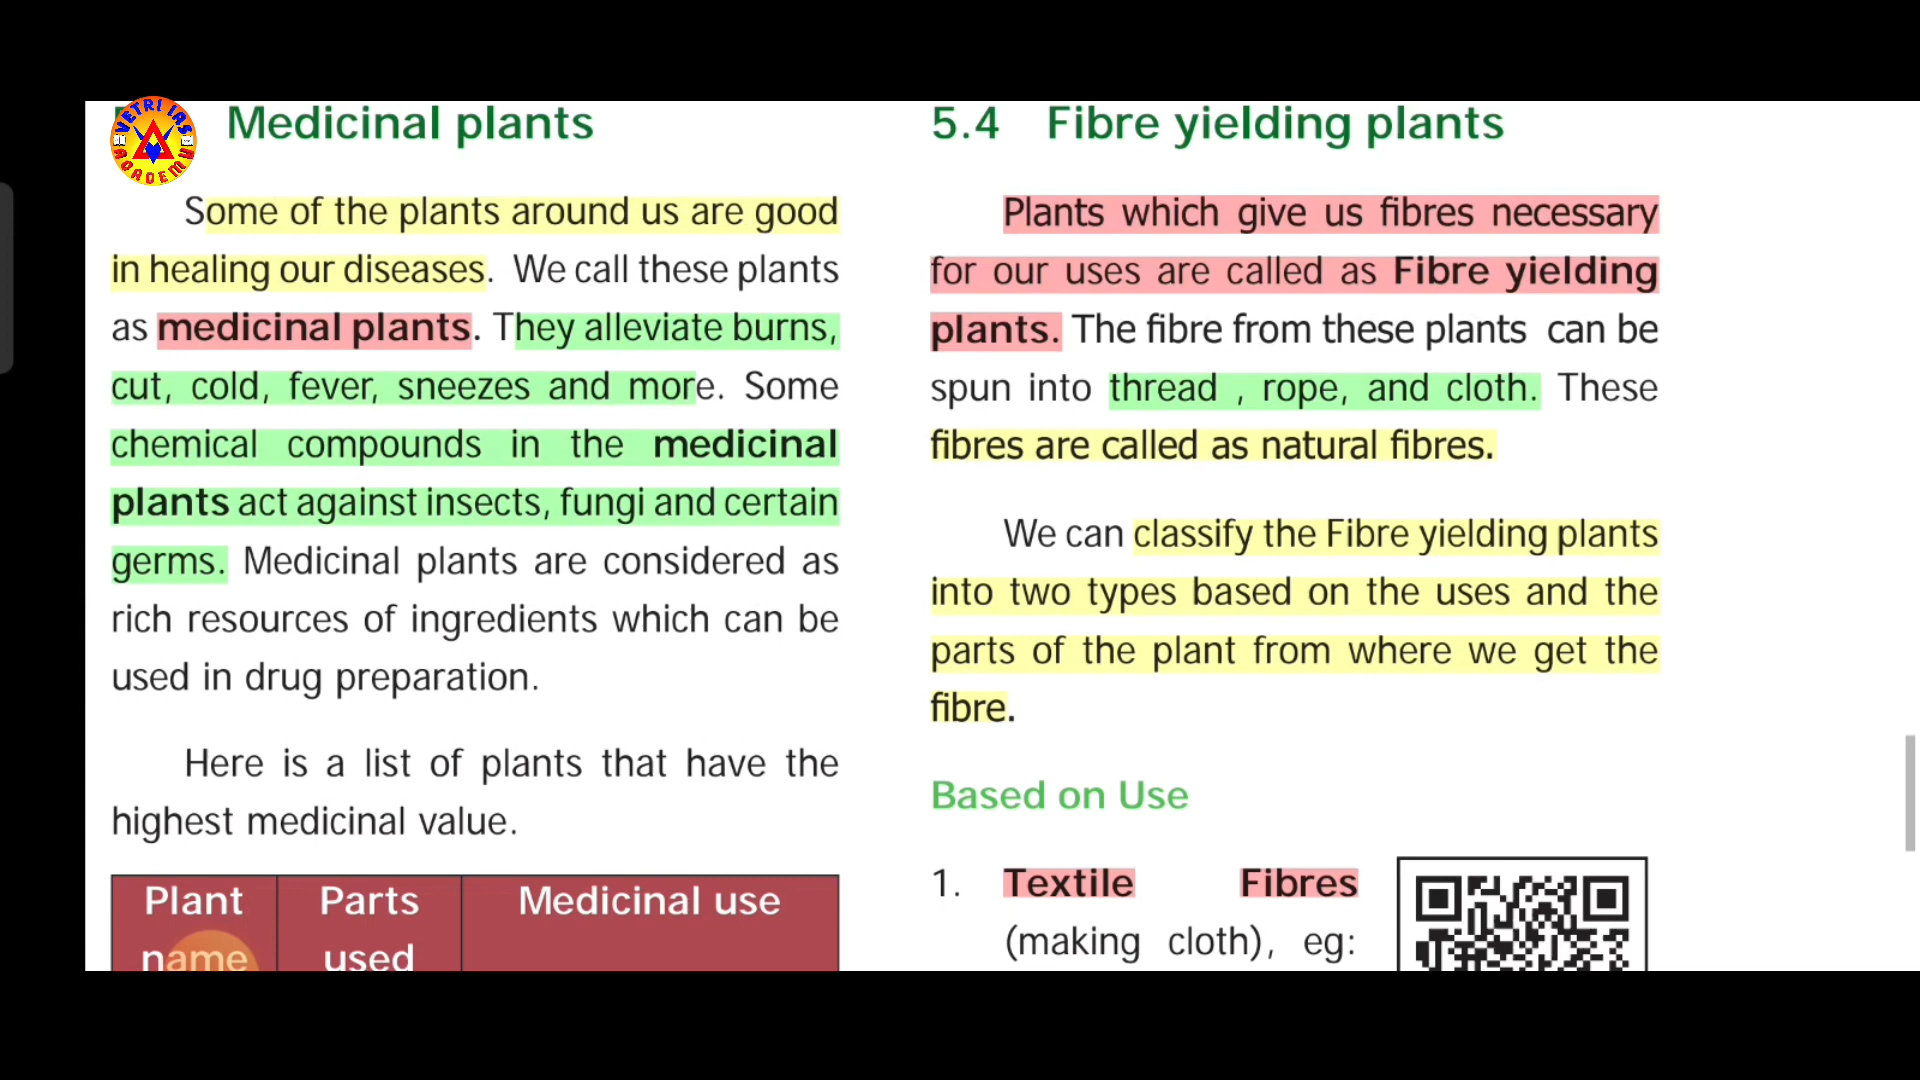 VETRI IAS
ACADEMY
Medicinal plants
Some of the plants around us are good
in healing our diseases. We call these plants
as medicinal plants. They alleviate burns,
cut, cold, fever, sneezes and more. Some
chemical compounds in the medicinal
plants act against insects, fungi and certain
germs. Medicinal plants are considered as
rich resources of ingredients which can be
used in drug preparation.
Here is a list of plants that have the
highest medicinal value.
Plant Parts Medicinal use
name used
5.4 Fibre yielding plants
Plants which give us fibres necessary
for our uses are called as Fibre yielding
plants. The fibre from these plants can be
spun into thread , rope, and cloth. These
fibres are called as natural fibres.
We can classify the Fibre yielding plants
into two types based on the uses and the
parts of the plant from where we get the
fibre.
Based on Use
1. Textile Fibres
(making cloth), eg: